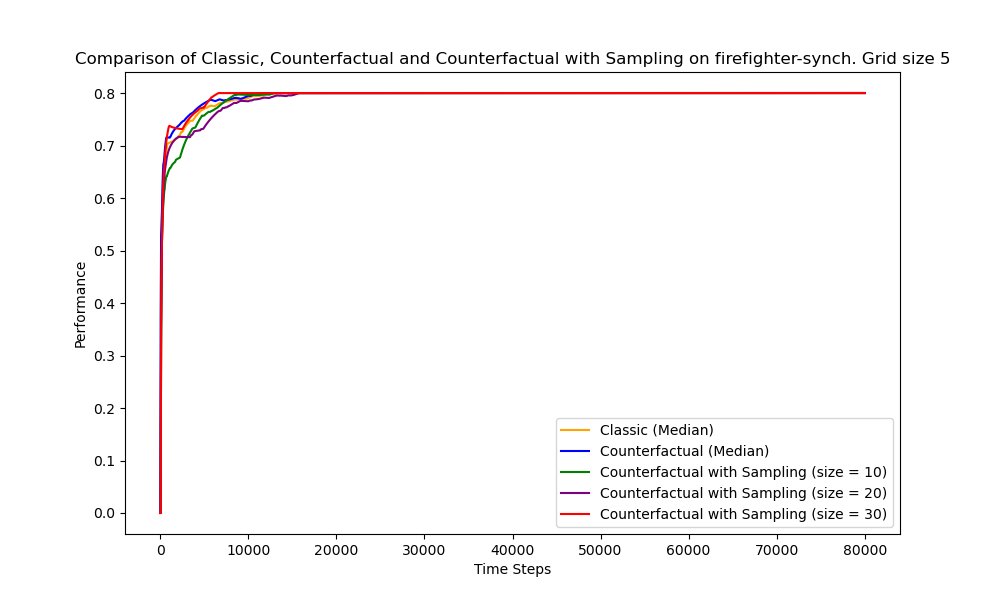 Comparison of Classic, Counterfactual and Counterfactual with Sampling on firefighter-synch. Grid size 5
Performance
0.8
0.7
0.6
0.5
0.4
0.3
0.2
0.1
0.0
Classic (Median)
Counterfactual (Median)
Counterfactual with Sampling (size = 10)
Counterfactual with Sampling (size = 20)
Counterfactual with Sampling (size = 30)
0 10000 20000 30000 40000 50000 60000 70000 80000
Time Steps